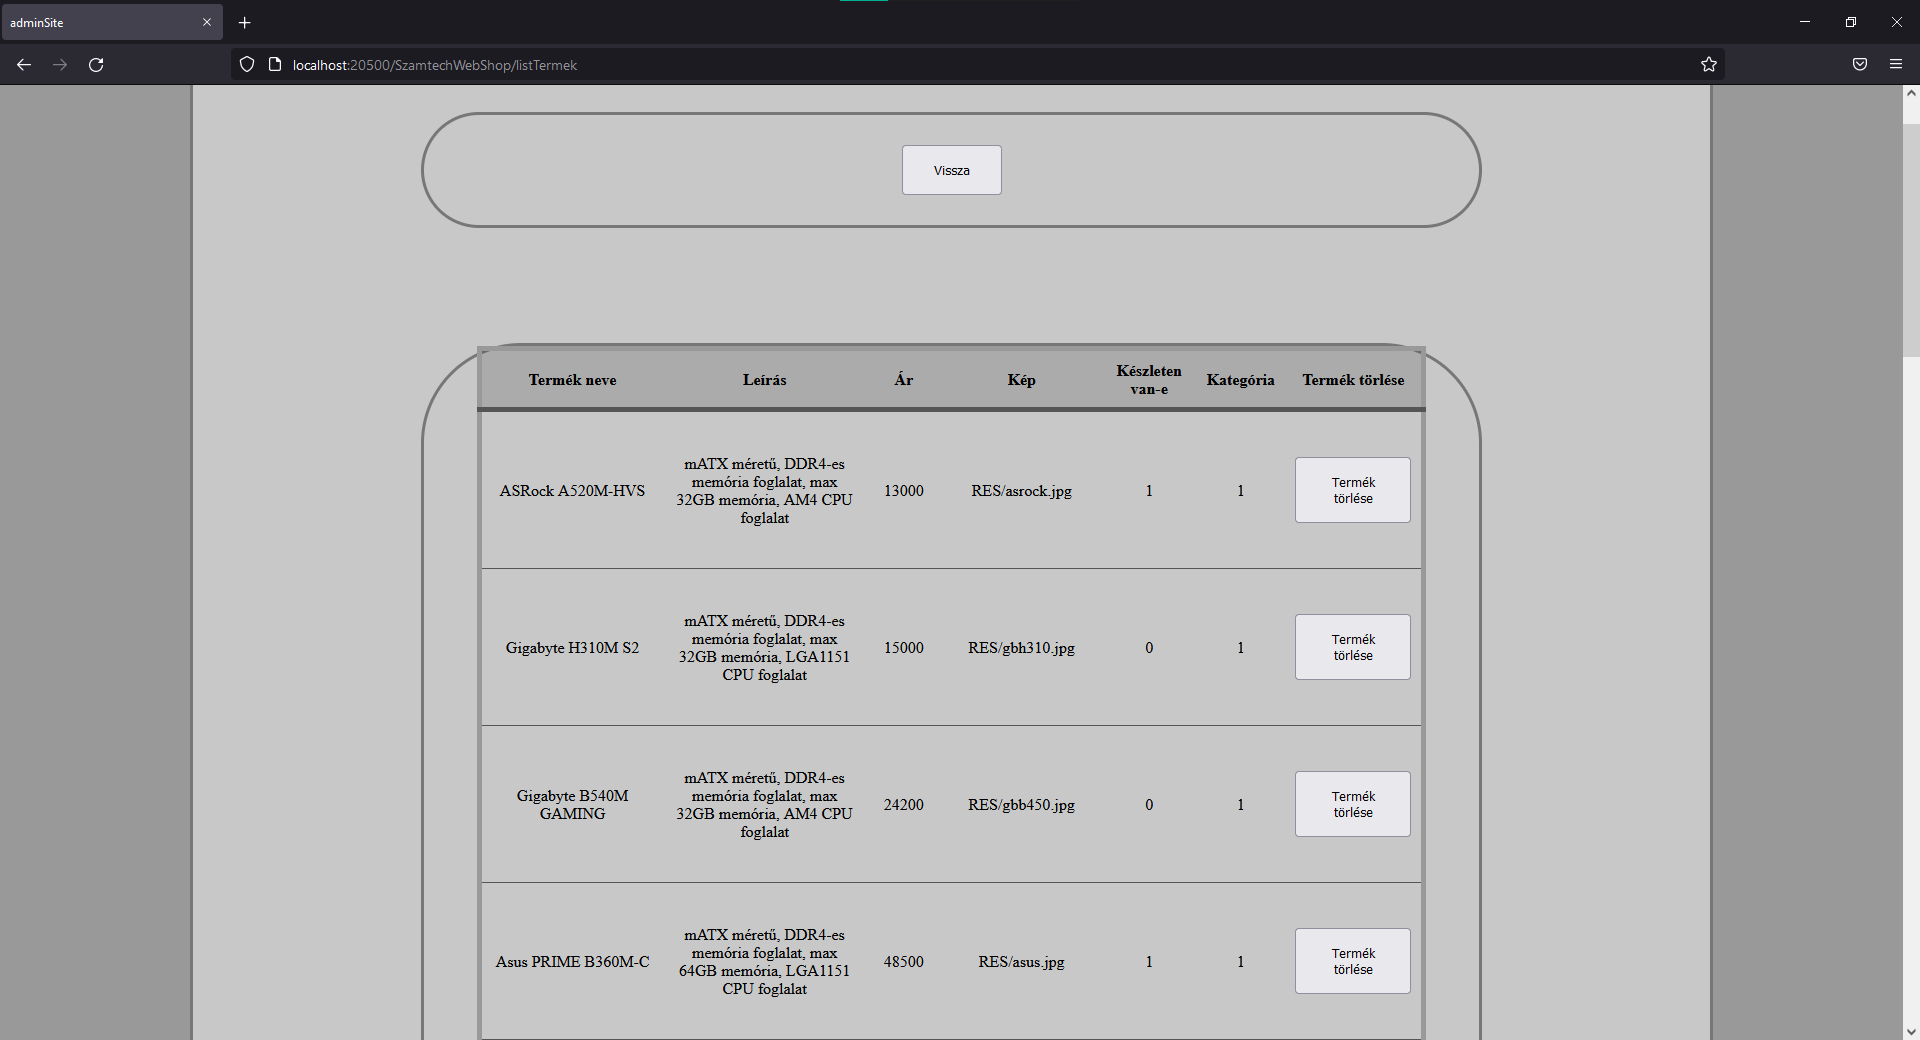 adminSite
localhost:20500/SzamtechWebShop/listTermek
Vissza
Termék neve
Leírás
Ár
Kép
Készleten
van-e
Kategória
Termék törlése
ASRock A520M-HVS
mATX méretű, DDR4-es
memória foglalat, max
32GB memória, AM4 CPU
foglalat
13000
RES/asrock.jpg
1
1
Termék
törlése
Gigabyte H310M S2
mATX méretű, DDR4-es
memória foglalat, max
32GB memória, LGA1151
CPU foglalat
15000
RES/gbh310.jpg
0
1
Termék
törlése
Gigabyte B540M
GAMING
mATX méretű, DDR4-es
memória foglalat, max
32GB memória, AM4 CPU
foglalat
24200
RES/gbb450.jpg
0
1
Termék
törlése
Asus PRIME B360M-C
mATX méretű, DDR4-es
memória foglalat, max
64GB memória, LGA1151
CPU foglalat
48500
RES/asus.jpg
1
1
Termék
törlése